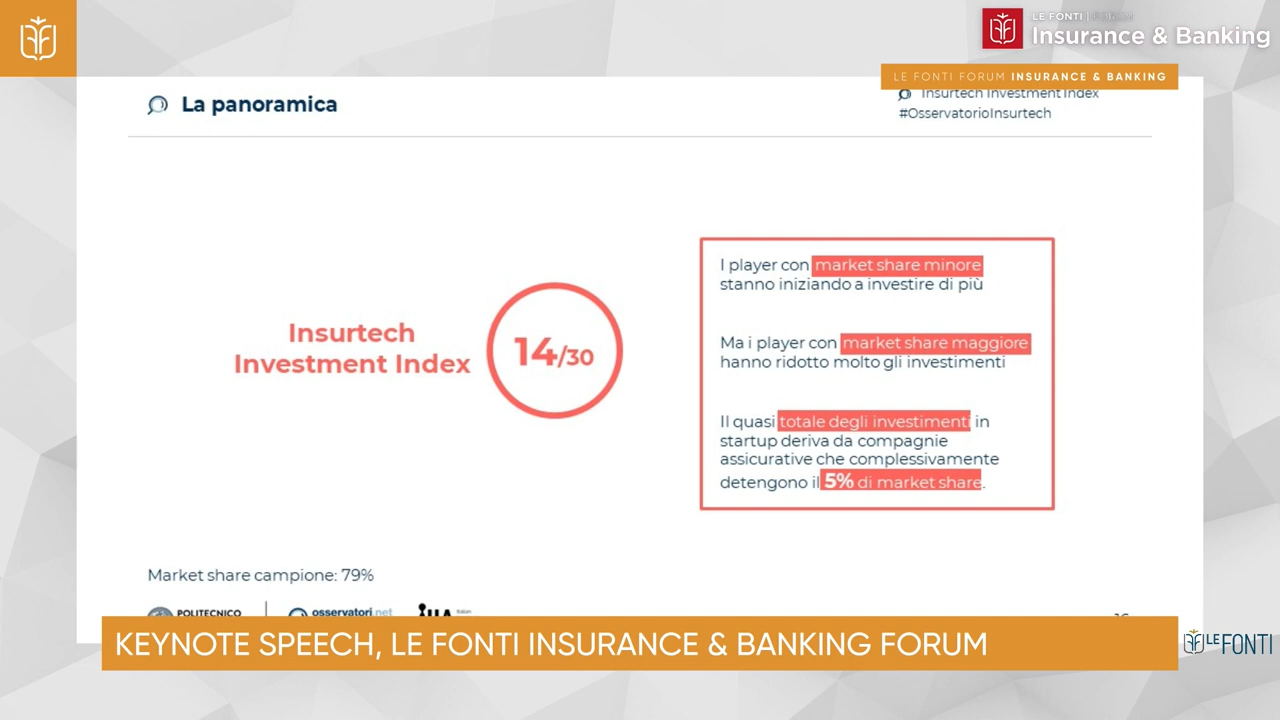 LE FONTI | FORUM
Insurance & Banking
LE FONTI FORUM INSURANCE & BANKING
La panoramica
Insurtech Investment Index
#OsservatorioInsurtech
I player con market share minore
stanno iniziando a investire di più
Insurtech
Investment Index
14/30
Ma i player con market share maggiore
hanno ridotto molto gli investimenti
Il quasi totale degli investimenti in
startup deriva da compagnie
assicurative che complessivamente
detengono il 5% di market share.
Market share campione: 79%
POLITECNICO
osservatori.net
KEYNOTE SPEECH, LE FONTI INSURANCE & BANKING FORUM
LE FONTI